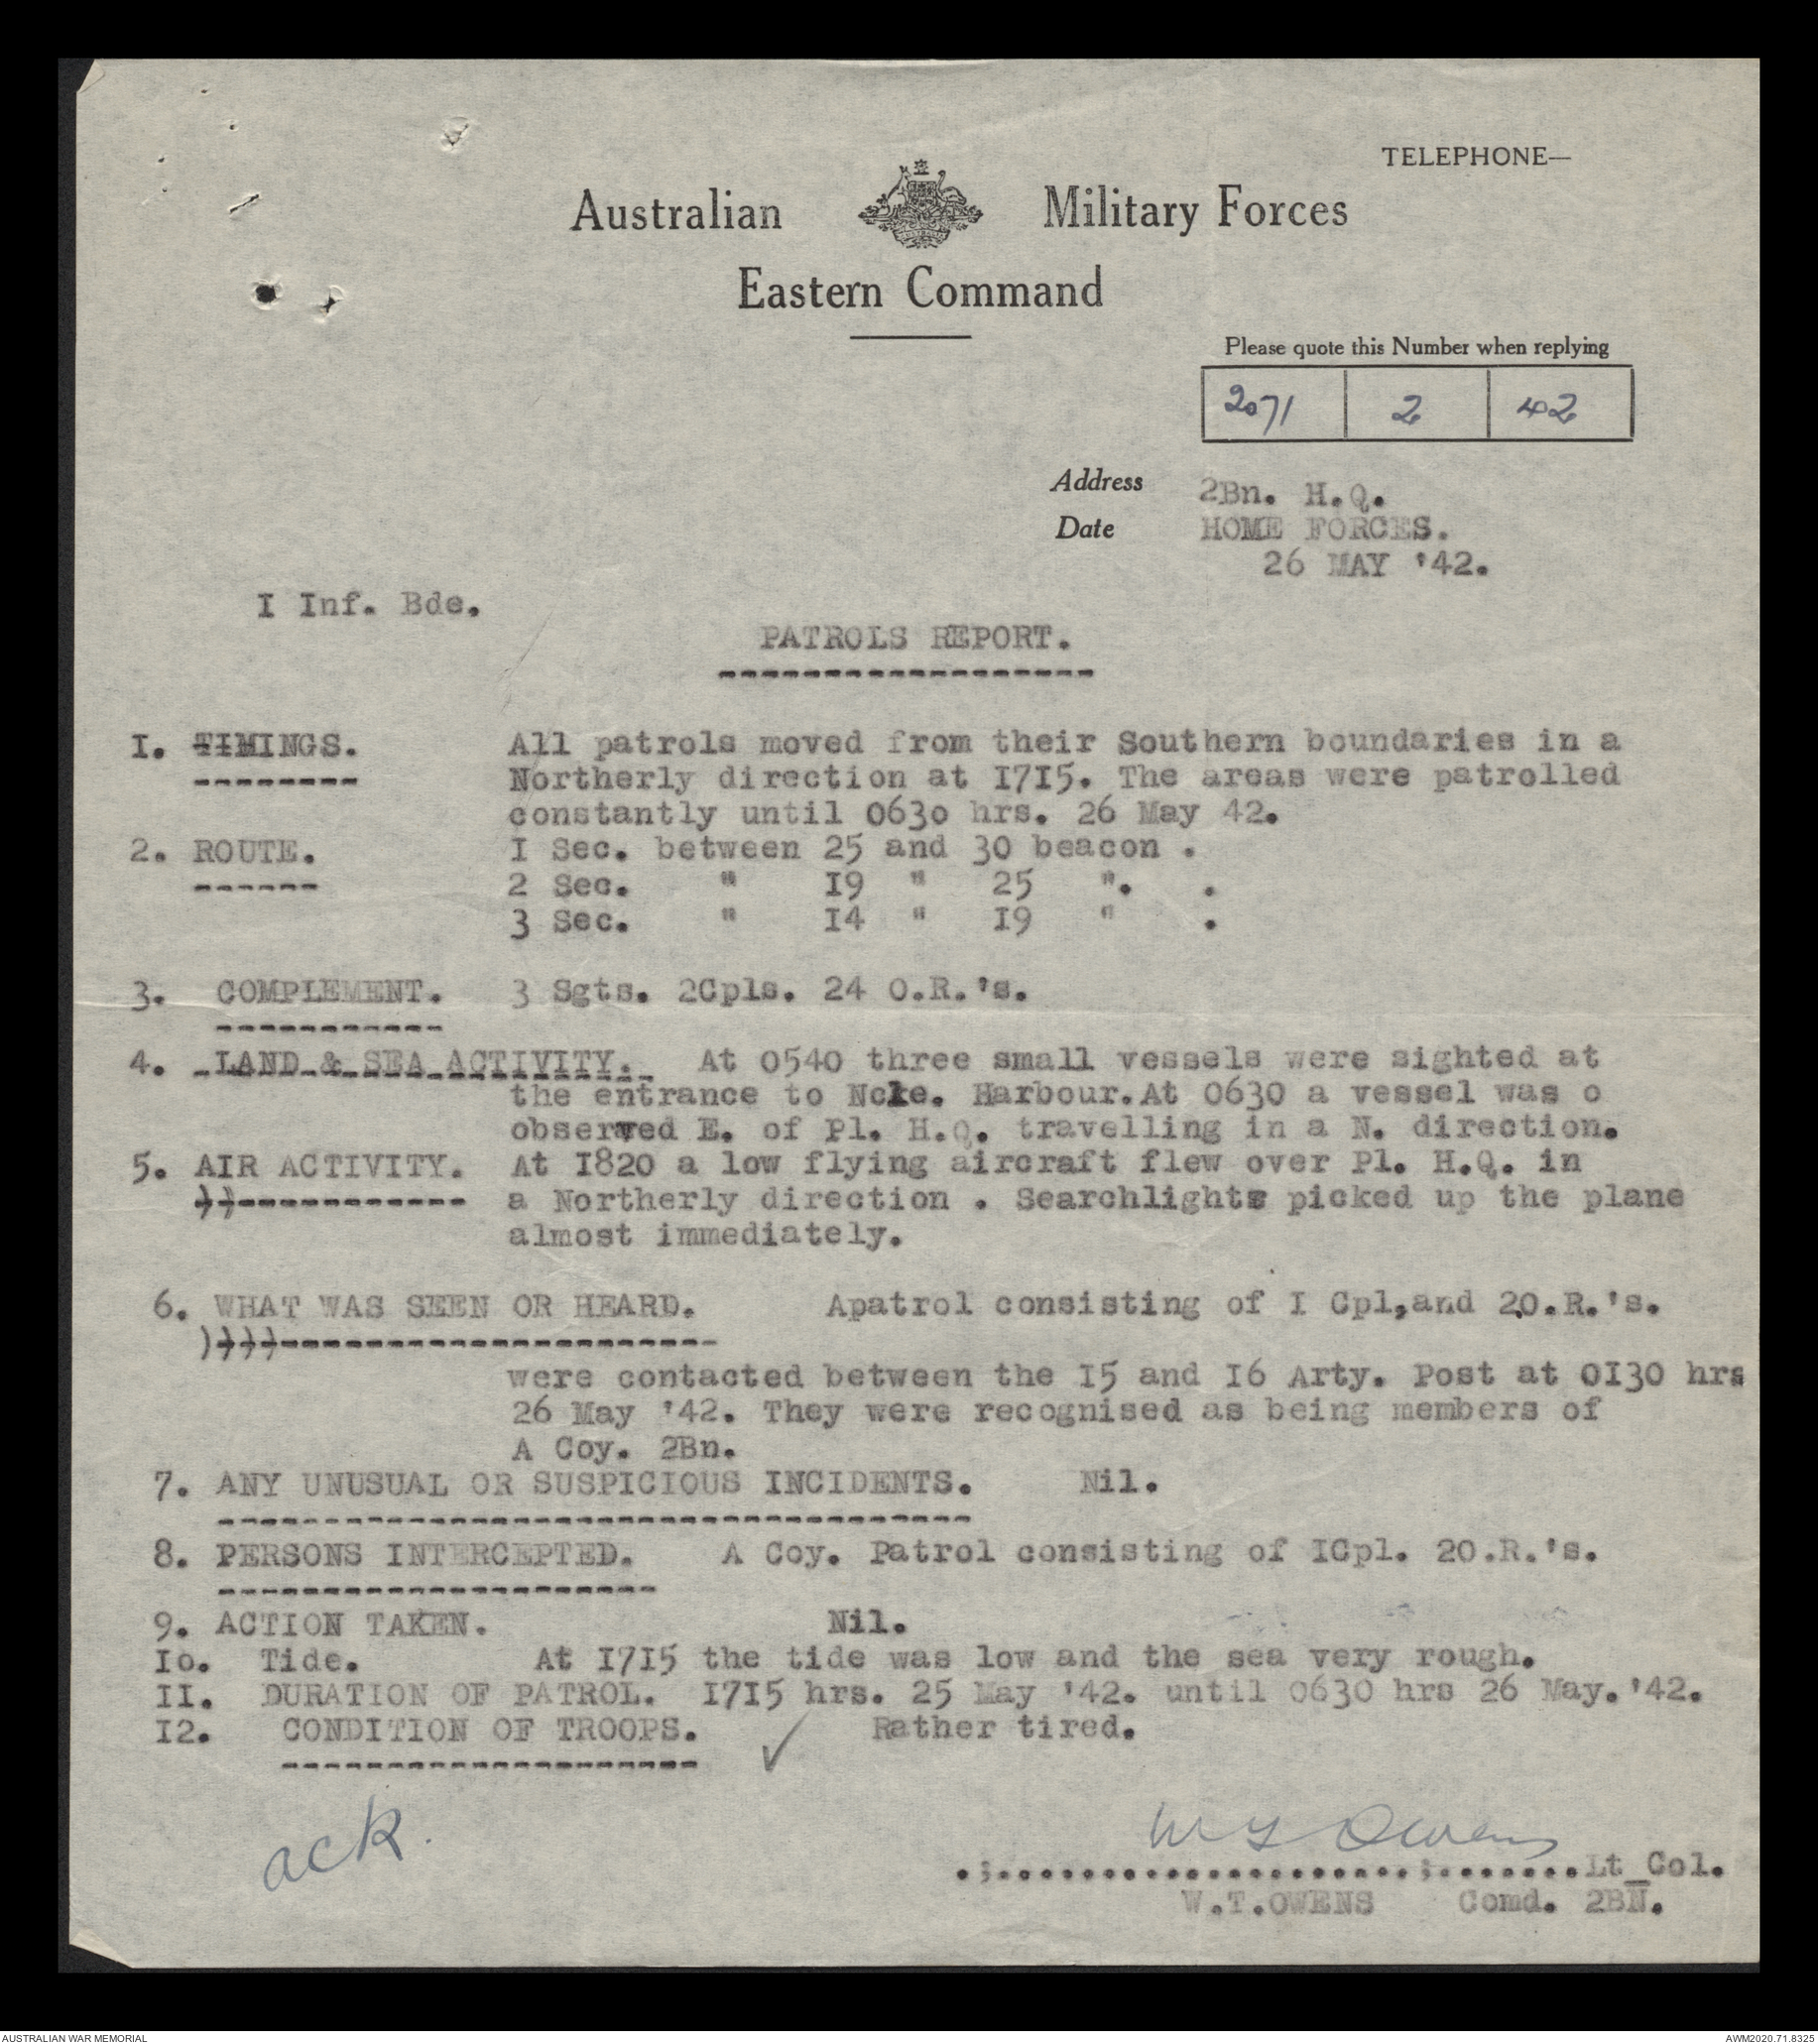 TELEPHONE—
Australian Military Forces
Eastern Command
Please quote this Number when replying
2071 2 42
Address 2Bn. H.Q.
Date HOME FORCES.
26 MAY '42.
I Inf. Bde.
PATROLS REPORT.
I. TIMINGS. All patrols moved from their Southern boundaries in a
Northerly direction at I7I5. The areas were patrolled
constantly until 0630 hrs. 26 May 42.
2. ROUTE. I Sec. between 25 and 30 beacon .
2 Sec. " I9 " 25 ". .
3 Sec. " I4 " I9 " .
3. COMPLEMENT. 3 Sgts. 2Cpls. 24 O.R.'s.
4. LAND & SEA ACTIVITY. At 0540 three small vessels were sighted at
the entrance to Ncle. Harbour.At 0630 a vessel was o
observed E. of Pl. H.Q. travelling in a N. direction.
5. AIR ACTIVITY. At I820 a low flying aircraft flew over Pl. H.Q. in
))------------ a Northerly direction . Searchlights picked up the plane
almost immediately.
6. WHAT WAS SEEN OR HEARD. Apatrol consisting of I Cpl,and 2,O.R.'s.
))))---------------------
were contacted between the I5 and I6 Arty. Post at 0I30 hrs
26 May '42. They were recognised as being members of
A Coy. 2Bn.
7. ANY UNUSUAL OR SUSPICIOUS INCIDENTS. Nil.
8. PERSONS INTERCEPTED. A Coy. Patrol consisting of ICpl. 2O.R.'s.
9. ACTION TAKEN. Nil.
Io. Tide. At I7I5 the tide was low and the sea very rough.
II. DURATION OF PATROL. I7I5 hrs. 25 May '42. until 0630 hrs 26 May.'42.
I2. CONDITION OF TROOPS. ✓ Rather tired.
ack.
W T Owens
.;....................;.......Lt_Col.
W.T.OWENS Comd. 2BN.
AUSTRALIAN WAR MEMORIAL AWM2020.71.8325